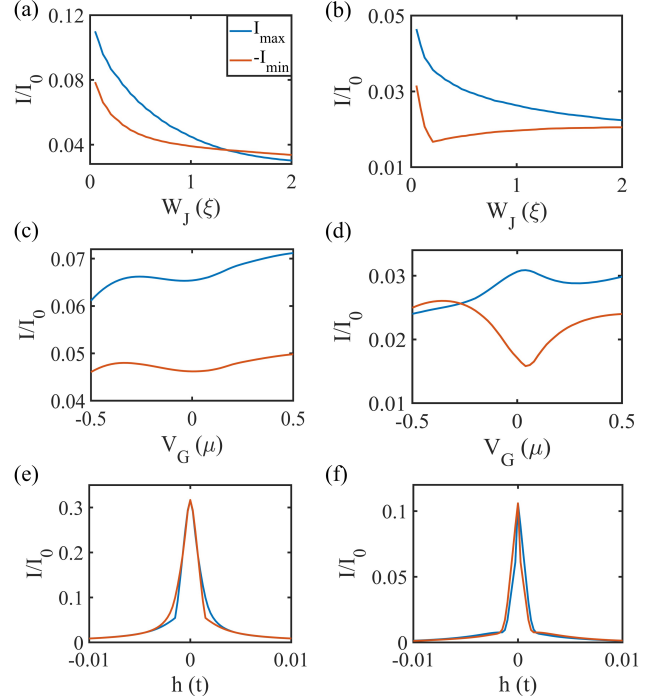 (a)
0.12
I_max
-I_min
0.08
I/I_0
0.04
0 1 2
W_J (ξ)
(b)
0.05
I/I_0
0.03
0.01
0 1 2
W_J (ξ)
(c)
0.07
0.06
I/I_0
0.05
0.04
-0.5 0 0.5
V_G (μ)
(d)
0.03
I/I_0
0.02
0.01
-0.5 0 0.5
V_G (μ)
(e)
0.3
I/I_0
0.2
0.1
0
-0.01 0 0.01
h (t)
(f)
0.1
I/I_0
0.05
0
-0.01 0 0.01
h (t)